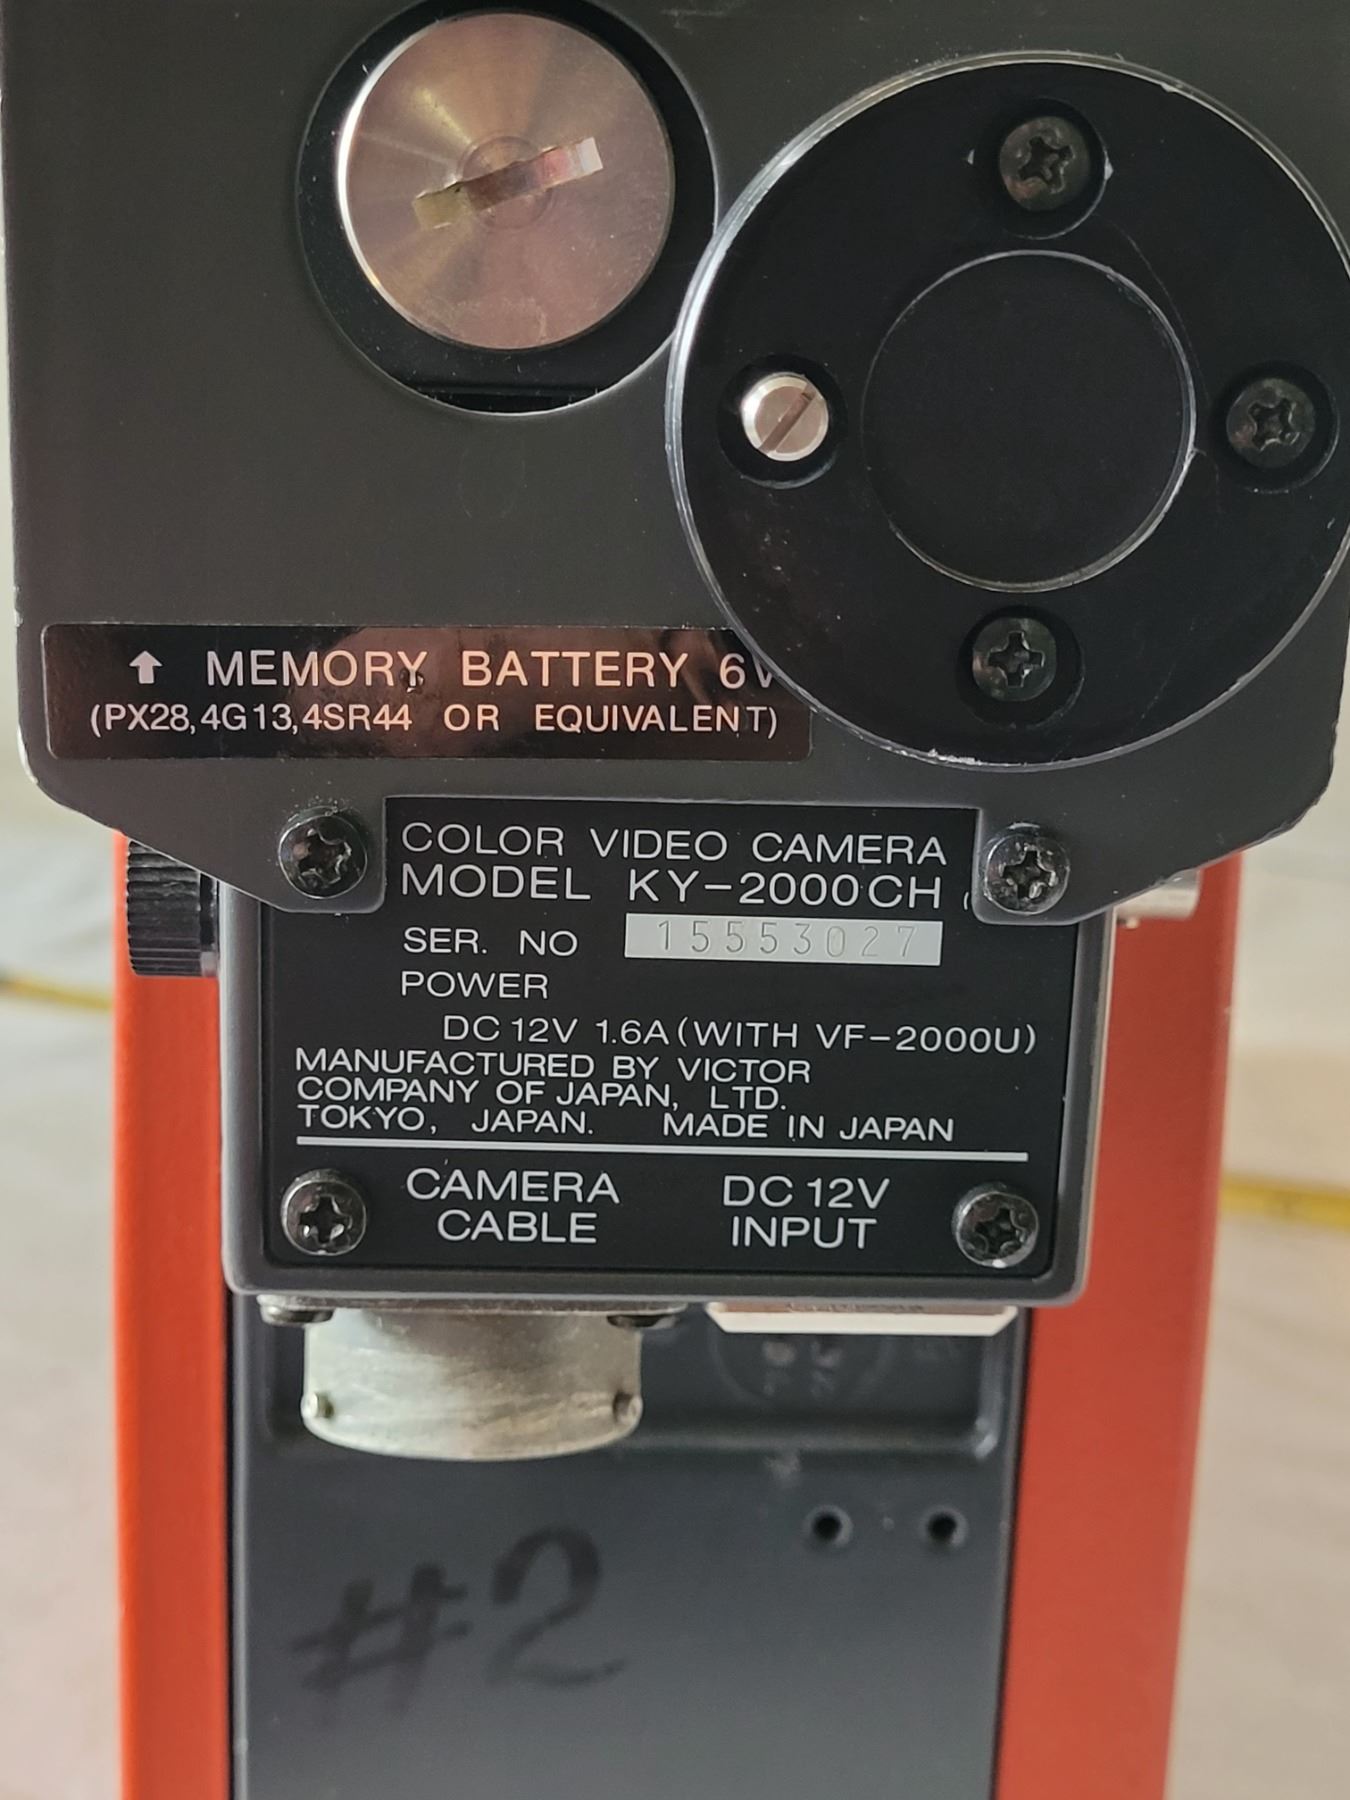 ↑ MEMORY BATTERY 6V
(PX28,4G13,4SR44 OR EQUIVALENT)
COLOR VIDEO CAMERA
MODEL KY-2000CH
SER. NO 15553027
POWER
DC 12V 1.6A (WITH VF-2000U)
MANUFACTURED BY VICTOR
COMPANY OF JAPAN, LTD.
TOKYO, JAPAN. MADE IN JAPAN
CAMERA CABLE
DC 12V INPUT
#2